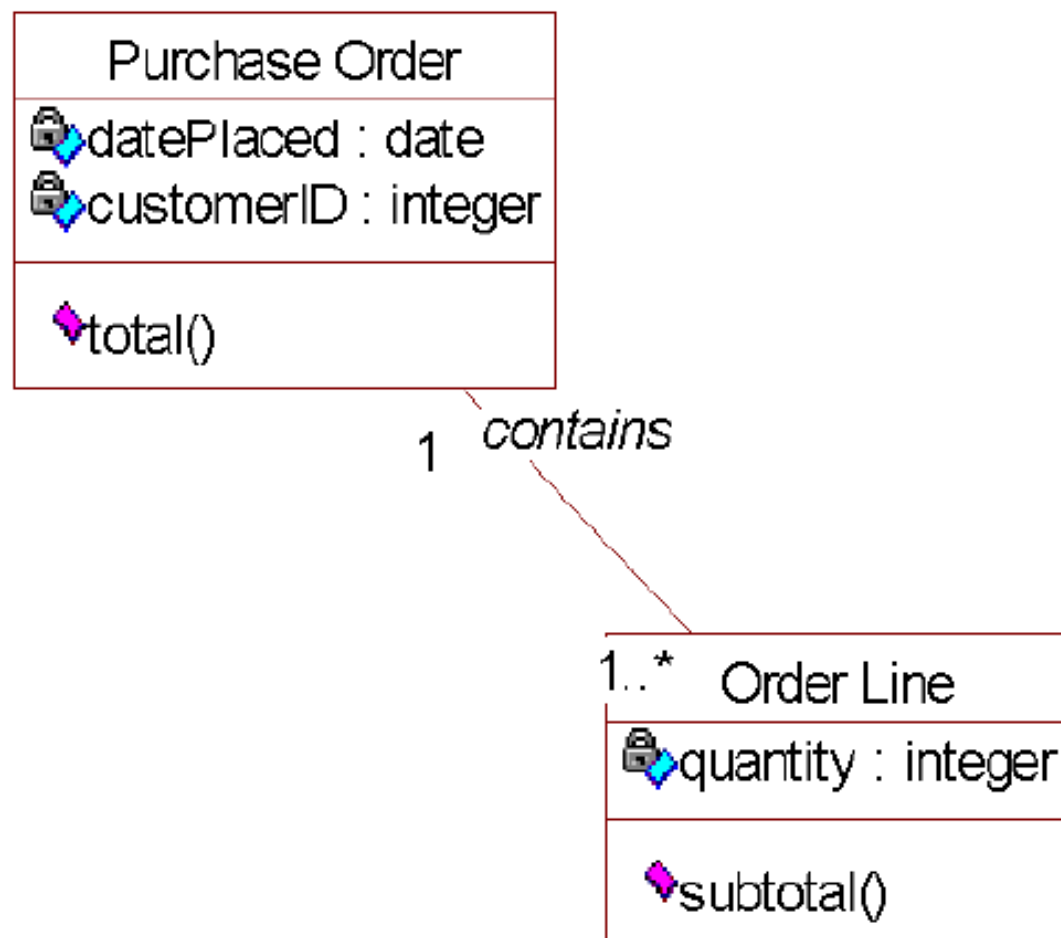 Purchase Order
datePlaced : date
customerID : integer
total()
1
contains
1..*
Order Line
quantity : integer
subtotal()